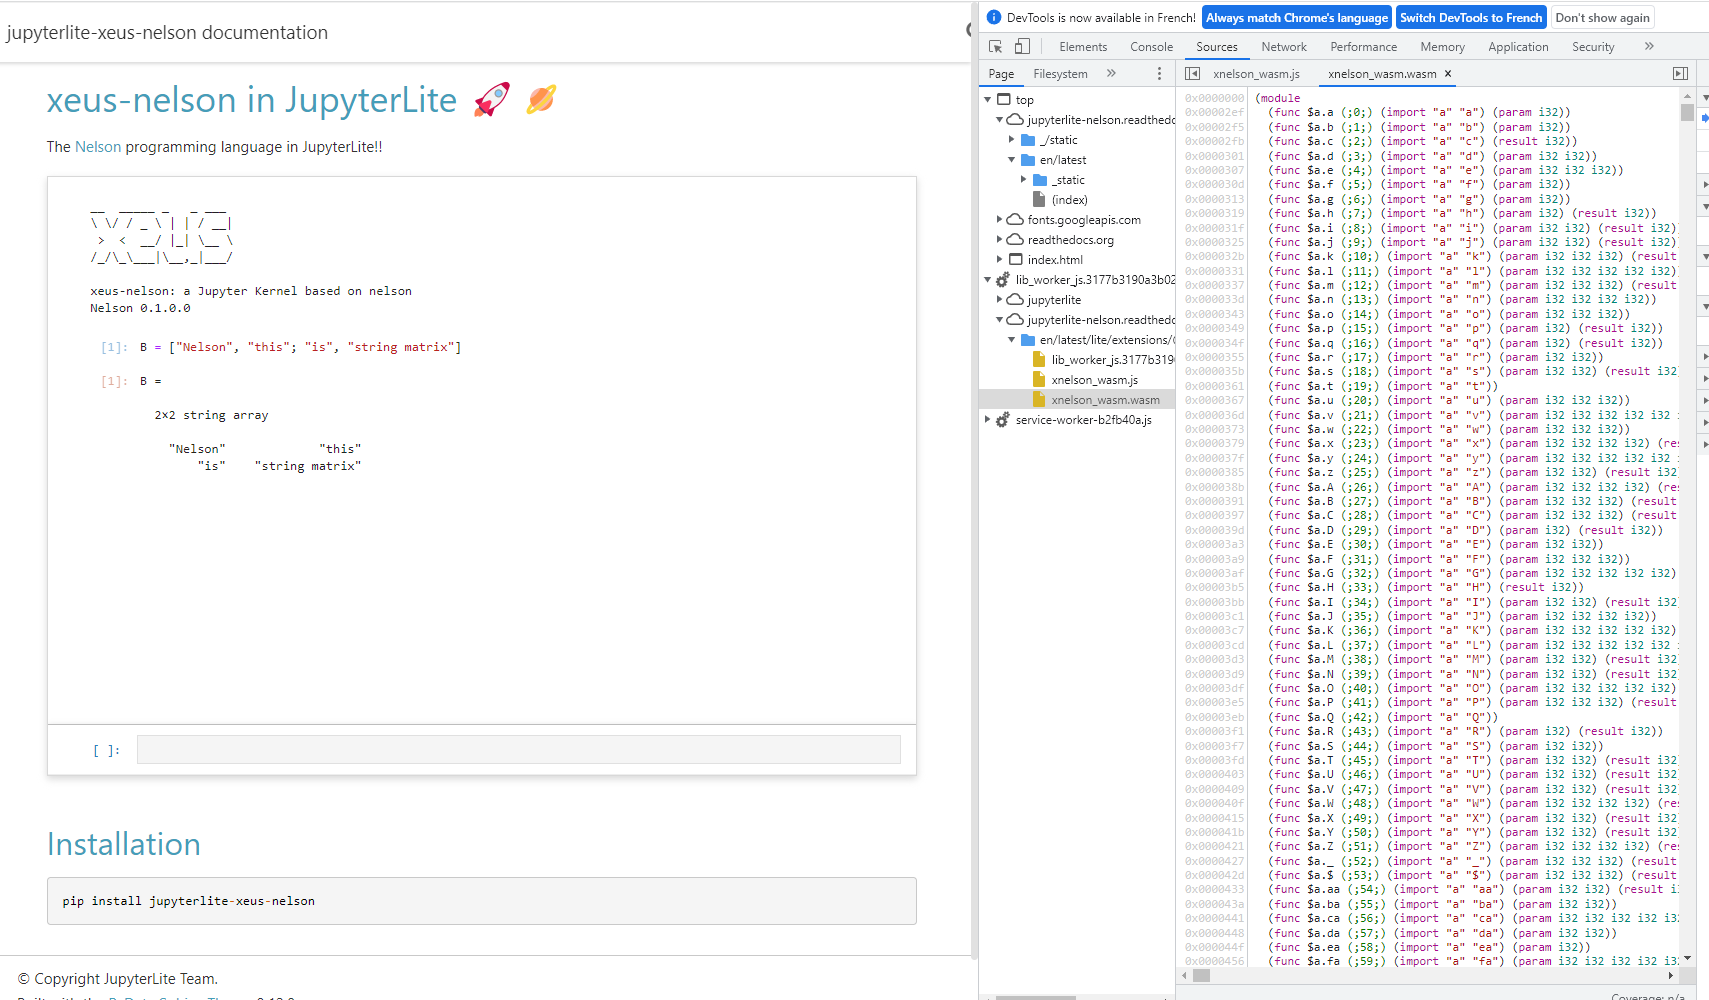 jupyterlite-xeus-nelson documentation
xeus-nelson in JupyterLite 🚀 🪐
The Nelson programming language in JupyterLite!!
__  _____ _   _ ___
\ \/ / _ \ | | / __|
 >  <  __/ |_| \__ \
/_/\_\___|\__,_|___/
xeus-nelson: a Jupyter Kernel based on nelson
Nelson 0.1.0.0
[1]: B = ["Nelson", "this"; "is", "string matrix"]
[1]: B =
2×2 string array
"Nelson" "this"
"is" "string matrix"
[ ]:
Installation
pip install jupyterlite-xeus-nelson
© Copyright JupyterLite Team.
DevTools is now available in French! Always match Chrome's language Switch DevTools to French Don't show again
Elements Console Sources Network Performance Memory Application Security »
Page Filesystem »
top
jupyterlite-nelson.readthedo
_/static
en/latest
_static
(index)
fonts.googleapis.com
readthedocs.org
index.html
lib_worker_js.3177b3190a3b02
jupyterlite
jupyterlite-nelson.readthedo
en/latest/lite/extensions/
lib_worker_js.3177b319
xnelson_wasm.js
xnelson_wasm.wasm
service-worker-b2fb40a.js
xnelson_wasm.js xnelson_wasm.wasm ×
0x0000000 (module
0x00002ef (func $a.a (;0;) (import "a" "a") (param i32))
0x00002f5 (func $a.b (;1;) (import "a" "b") (param i32))
0x00002fb (func $a.c (;2;) (import "a" "c") (result i32))
0x0000301 (func $a.d (;3;) (import "a" "d") (param i32 i32))
0x0000307 (func $a.e (;4;) (import "a" "e") (param i32 i32 i32))
0x000030d (func $a.f (;5;) (import "a" "f") (param i32))
0x0000313 (func $a.g (;6;) (import "a" "g") (param i32))
0x0000319 (func $a.h (;7;) (import "a" "h") (param i32) (result i32))
0x000031f (func $a.i (;8;) (import "a" "i") (param i32 i32) (result i32)
0x0000325 (func $a.j (;9;) (import "a" "j") (param i32 i32) (result i32)
0x000032b (func $a.k (;10;) (import "a" "k") (param i32 i32 i32) (result
0x0000331 (func $a.l (;11;) (import "a" "l") (param i32 i32 i32 i32 i32)
0x0000337 (func $a.m (;12;) (import "a" "m") (param i32 i32 i32) (result
0x000033d (func $a.n (;13;) (import "a" "n") (param i32 i32 i32 i32))
0x0000343 (func $a.o (;14;) (import "a" "o") (param i32 i32 i32))
0x0000349 (func $a.p (;15;) (import "a" "p") (param i32) (result i32))
0x000034f (func $a.q (;16;) (import "a" "q") (param i32) (result i32))
0x0000355 (func $a.r (;17;) (import "a" "r") (param i32 i32))
0x000035b (func $a.s (;18;) (import "a" "s") (param i32 i32) (result i32)
0x0000361 (func $a.t (;19;) (import "a" "t"))
0x0000367 (func $a.u (;20;) (import "a" "u") (param i32 i32 i32))
0x000036d (func $a.v (;21;) (import "a" "v") (param i32 i32 i32 i32 i32
0x0000373 (func $a.w (;22;) (import "a" "w") (param i32 i32 i32))
0x0000379 (func $a.x (;23;) (import "a" "x") (param i32 i32 i32 i32) (res
0x000037f (func $a.y (;24;) (import "a" "y") (param i32 i32 i32 i32 i32
0x0000385 (func $a.z (;25;) (import "a" "z") (param i32 i32) (result i32)
0x000038b (func $a.A (;26;) (import "a" "A") (param i32 i32 i32 i32) (res
0x0000391 (func $a.B (;27;) (import "a" "B") (param i32 i32 i32) (result
0x0000397 (func $a.C (;28;) (import "a" "C") (param i32 i32 i32) (result
0x000039d (func $a.D (;29;) (import "a" "D") (param i32) (result i32))
0x00003a3 (func $a.E (;30;) (import "a" "E") (param i32 i32))
0x00003a9 (func $a.F (;31;) (import "a" "F") (param i32 i32 i32))
0x00003af (func $a.G (;32;) (import "a" "G") (param i32 i32 i32 i32 i32)
0x00003b5 (func $a.H (;33;) (import "a" "H") (result i32))
0x00003bb (func $a.I (;34;) (import "a" "I") (param i32 i32) (result i32)
0x00003c1 (func $a.J (;35;) (import "a" "J") (param i32 i32 i32 i32))
0x00003c7 (func $a.K (;36;) (import "a" "K") (param i32 i32 i32 i32 i32)
0x00003cd (func $a.L (;37;) (import "a" "L") (param i32 i32 i32 i32 i32
0x00003d3 (func $a.M (;38;) (import "a" "M") (param i32 i32) (result i32)
0x00003d9 (func $a.N (;39;) (import "a" "N") (param i32 i32) (result i32)
0x00003df (func $a.O (;40;) (import "a" "O") (param i32 i32 i32 i32 i32)
0x00003e5 (func $a.P (;41;) (import "a" "P") (param i32 i32 i32) (result
0x00003eb (func $a.Q (;42;) (import "a" "Q"))
0x00003f1 (func $a.R (;43;) (import "a" "R") (param i32) (result i32))
0x00003f7 (func $a.S (;44;) (import "a" "S") (param i32 i32))
0x00003fd (func $a.T (;45;) (import "a" "T") (param i32 i32) (result i32)
0x0000403 (func $a.U (;46;) (import "a" "U") (param i32 i32) (result i32)
0x0000409 (func $a.V (;47;) (import "a" "V") (param i32 i32) (result i32)
0x000040f (func $a.W (;48;) (import "a" "W") (param i32 i32 i32 i32) (res
0x0000415 (func $a.X (;49;) (import "a" "X") (param i32 i32) (result i32)
0x000041b (func $a.Y (;50;) (import "a" "Y") (param i32 i32) (result i32)
0x0000421 (func $a.Z (;51;) (import "a" "Z") (param i32 i32 i32 i32) (res
0x0000427 (func $a._ (;52;) (import "a" "_") (param i32 i32 i32) (result
0x000042d (func $a.$ (;53;) (import "a" "$") (param i32 i32 i32) (result
0x0000433 (func $a.aa (;54;) (import "a" "aa") (param i32 i32) (result i
0x000043a (func $a.ba (;55;) (import "a" "ba") (param i32 i32))
0x0000441 (func $a.ca (;56;) (import "a" "ca") (param i32 i32 i32 i32 i32
0x0000448 (func $a.da (;57;) (import "a" "da") (param i32 i32))
0x000044f (func $a.ea (;58;) (import "a" "ea") (param i32))
0x0000456 (func $a.fa (;59;) (import "a" "fa") (param i32 i32 i32 i32 i32